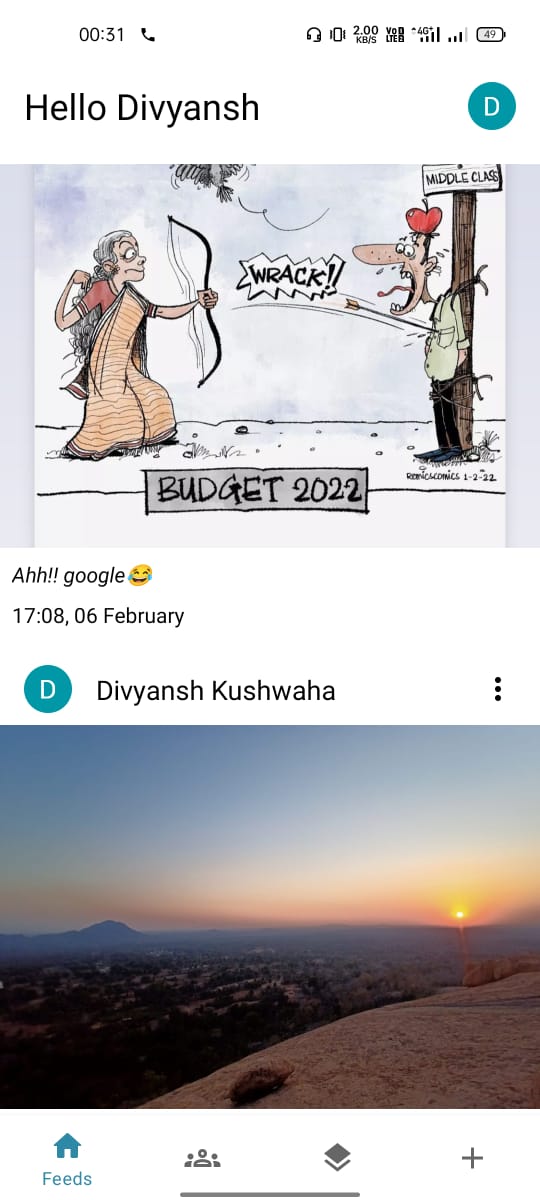 00:31
2.00
KB/S
Vo
LTE
4G+
49
Hello Divyansh
D
MIDDLE CLASS
WRACK!!
BUDGET 2022
1-2-22
Ahh!! google😂
17:08, 06 February
D
Divyansh Kushwaha
Feeds